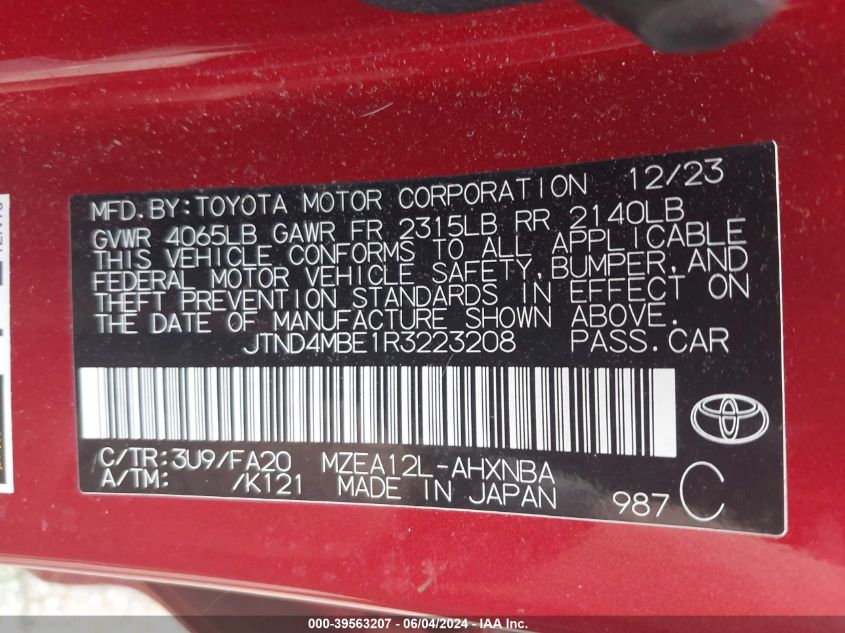 MFD.BY:TOYOTA MOTOR CORPORATION 12/23
GVWR 4065LB GAWR FR 2315LB RR 2140LB
THIS VEHICLE CONFORMS TO ALL APPLICABLE
FEDERAL MOTOR VEHICLE SAFETY, BUMPER, AND
THEFT PREVENTION STANDARDS IN EFFECT ON
THE DATE OF MANUFACTURE SHOWN ABOVE.
JTND4MBE1R3223208 PASS.CAR
C/TR:3U9/FA20 MZEA12L-AHXNBA
A/TM: /K121 MADE IN JAPAN 987 C
000-39563207 - 06/04/2024 - IAA Inc.